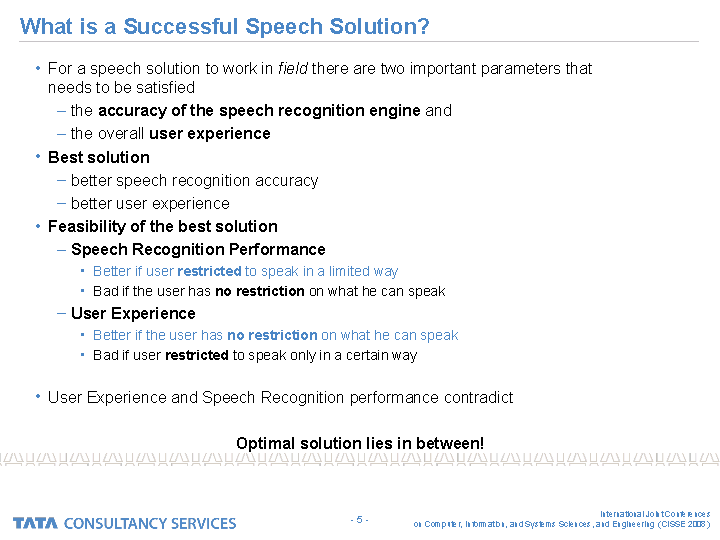 What is a Successful Speech Solution?
• For a speech solution to work in field there are two important parameters that
needs to be satisfied
– the accuracy of the speech recognition engine and
– the overall user experience
• Best solution
– better speech recognition accuracy
– better user experience
• Feasibility of the best solution
– Speech Recognition Performance
• Better if user restricted to speak in a limited way
• Bad if the user has no restriction on what he can speak
– User Experience
• Better if the user has no restriction on what he can speak
• Bad if user restricted to speak only in a certain way
• User Experience and Speech Recognition performance contradict
Optimal solution lies in between!
TATA CONSULTANCY SERVICES
- 5 -
International Joint Conferences
on Computer, Information, and Systems Sciences, and Engineering (CISSE 2008)